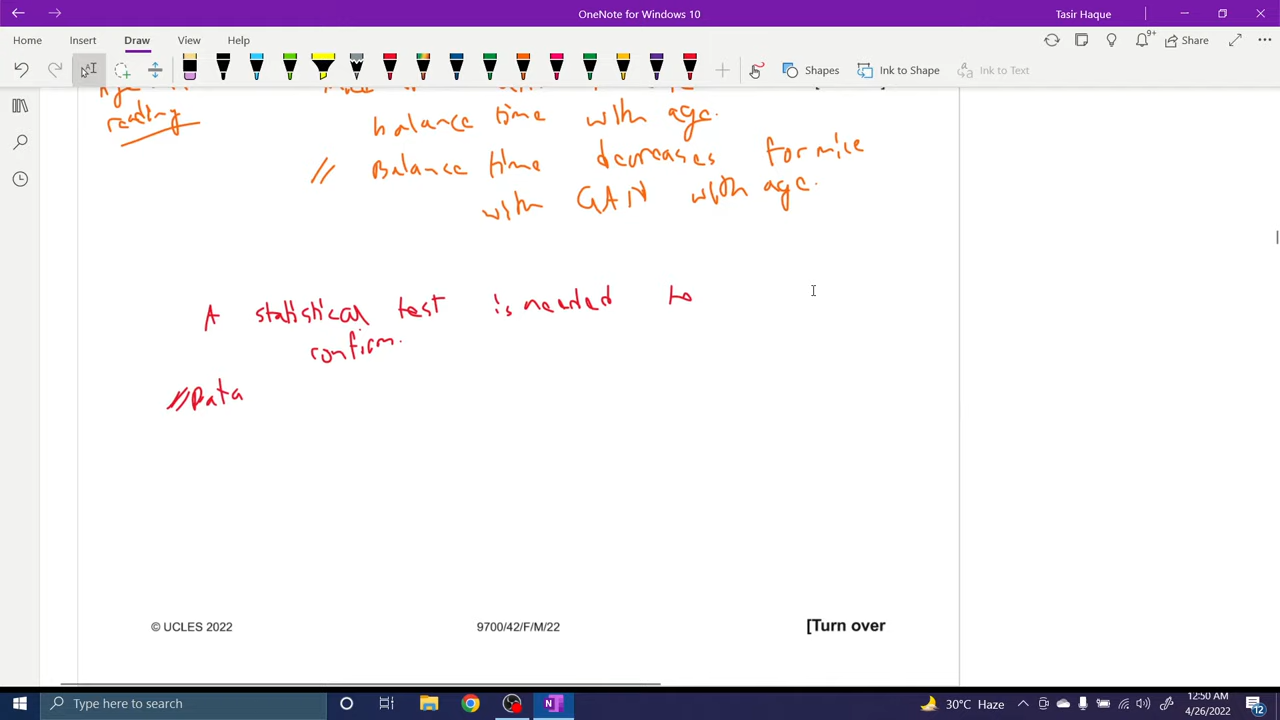 OneNote for Windows 10
Tasir Haque
Home Insert Draw View Help
9+
Share
Shapes
Ink to Shape
Ink to Text
reading
balance time with age.
// Balance time decreases for mice
with GAN with age.
A statistical test is needed to
confirm.
// Data
© UCLES 2022
9700/42/F/M/22
[Turn over
Type here to search
30°C Haze
12:50 AM
4/26/2022
12